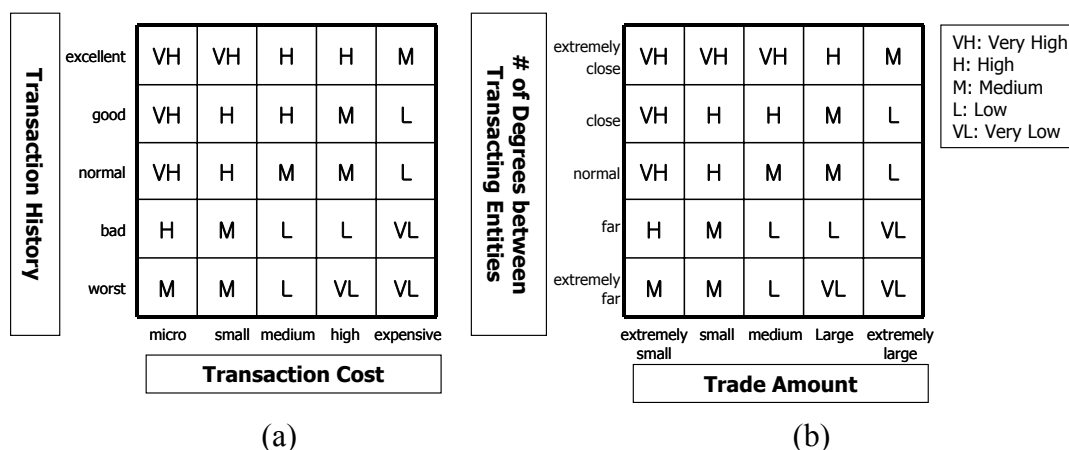 Transaction History
excellent VH VH H H M
good VH H H M L
normal VH H M M L
bad H M L L VL
worst M M L VL VL
micro small medium high expensive
Transaction Cost
(a)
# of Degrees between
Transacting Entities
extremely
close VH VH VH H M
close VH H H M L
normal VH H M M L
far H M L L VL
extremely
far M M L VL VL
extremely
small small medium Large extremely
large
Trade Amount
(b)
VH: Very High
H: High
M: Medium
L: Low
VL: Very Low